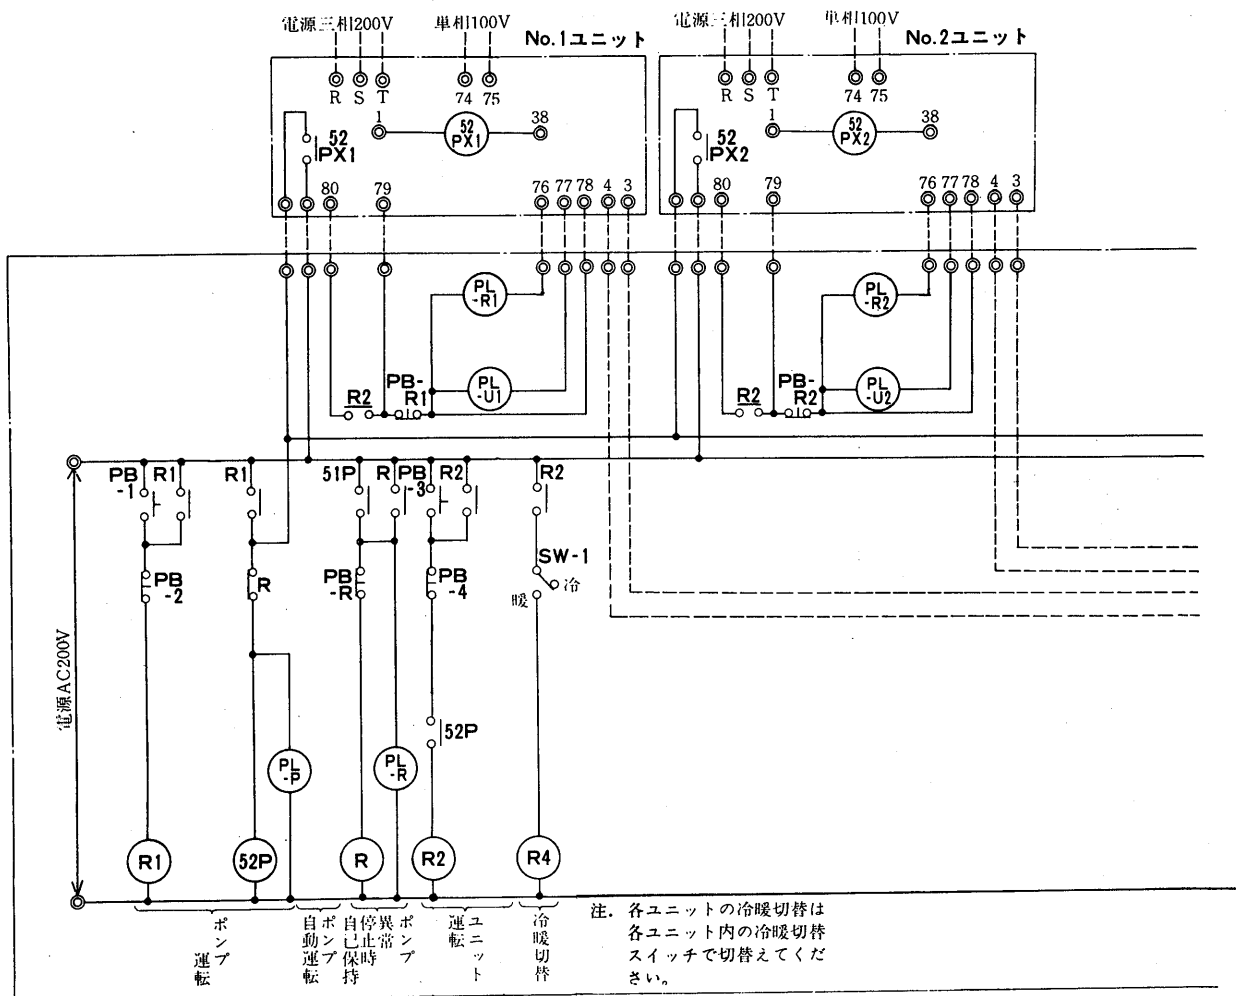 電源三相200V
単相100V
No.1ユニット
電源三相200V
単相100V
No.2ユニット
R S T
74 75
R S T
74 75
1
52
PX1
38
1
52
PX2
38
52
PX1
52
PX2
80
79
76 77 78 4 3
80
79
76 77 78 4 3
PL
-R1
PL
-R2
PL
-U1
PL
-U2
R2
PB-
R1
R2
PB-
R2
PB
-1
R1
R1
51P
R
PB
-3
R2
R2
PB
-2
R
PB
-R
PB
-4
SW-1
冷
暖
電源AC200V
52P
PL
-P
PL
-R
R1
52P
R
R2
R4
ポンプ
運転
ポンプ
自動運転
ポンプ
異常
停止時
自己保持
ユニット
運転
冷暖切替
注. 各ユニットの冷暖切替は
各ユニット内の冷暖切替
スイッチで切替えてくだ
さい。